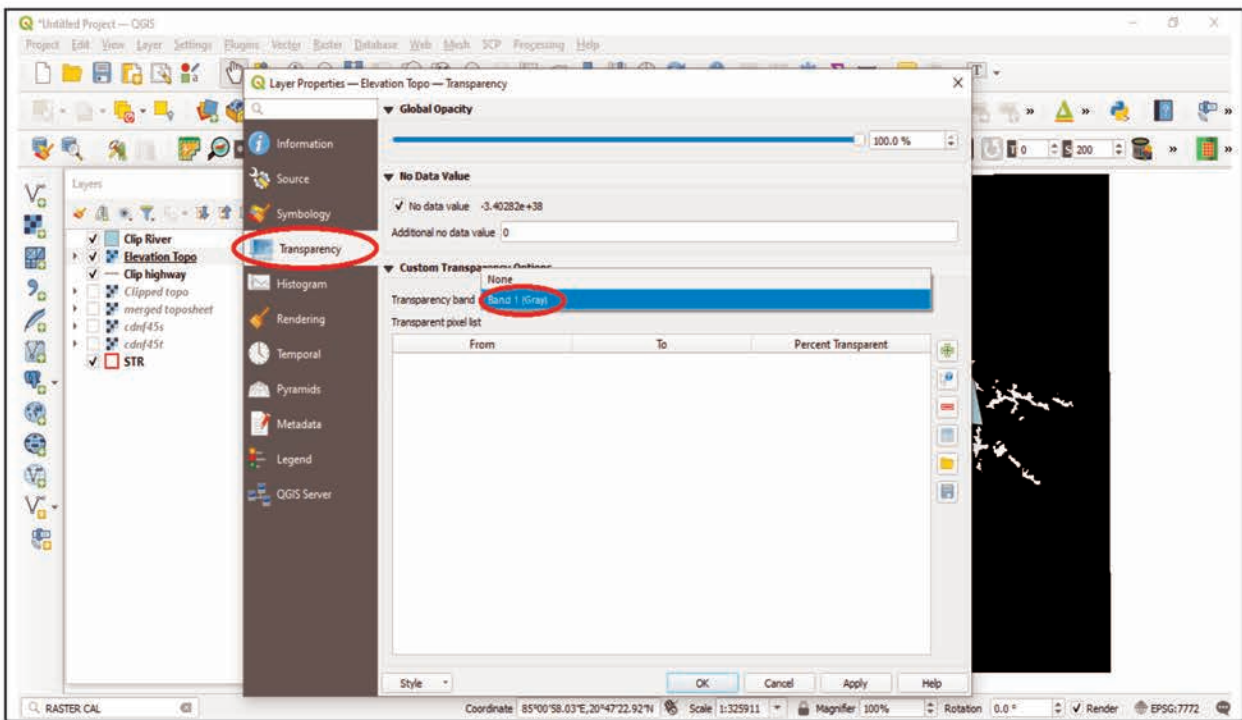 *Untitled Project — QGIS
Project Edit View Layer Settings Plugins Vector Raster Database Web Mesh SCP Processing Help
Layer Properties — Elevation Topo — Transparency
Information
Source
Symbology
Transparency
Histogram
Rendering
Temporal
Pyramids
Metadata
Legend
QGIS Server
Global Opacity
100.0 %
No Data Value
No data value -3.40282e+38
Additional no data value 0
Custom Transparency Options
None
Transparency band Band 1 (Gray)
Transparent pixel list
From To Percent Transparent
Style OK Cancel Apply Help
Layers
Clip River
Elevation Topo
Clip highway
Clipped topo
merged toposheet
cdnf45s
cdnf45t
STR
T 0 S 200
RASTER CAL Coordinate 85°00'58.03"E,20°47'22.92"N Scale 1:325911 Magnifier 100% Rotation 0.0 ° Render EPSG:7772